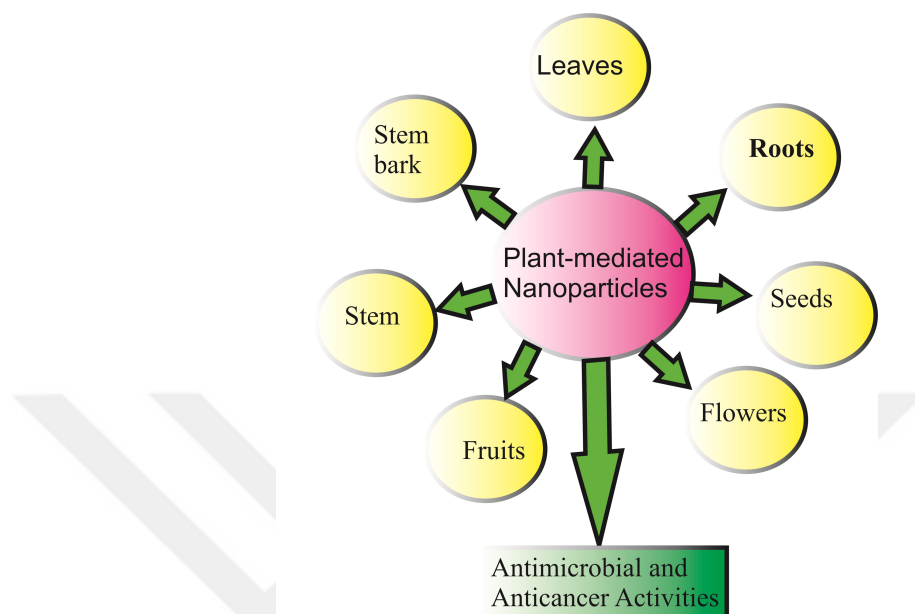 Leaves
Stem
bark
Roots
Plant-mediated
Nanoparticles
Seeds
Stem
Flowers
Fruits
Antimicrobial and
Anticancer Activities